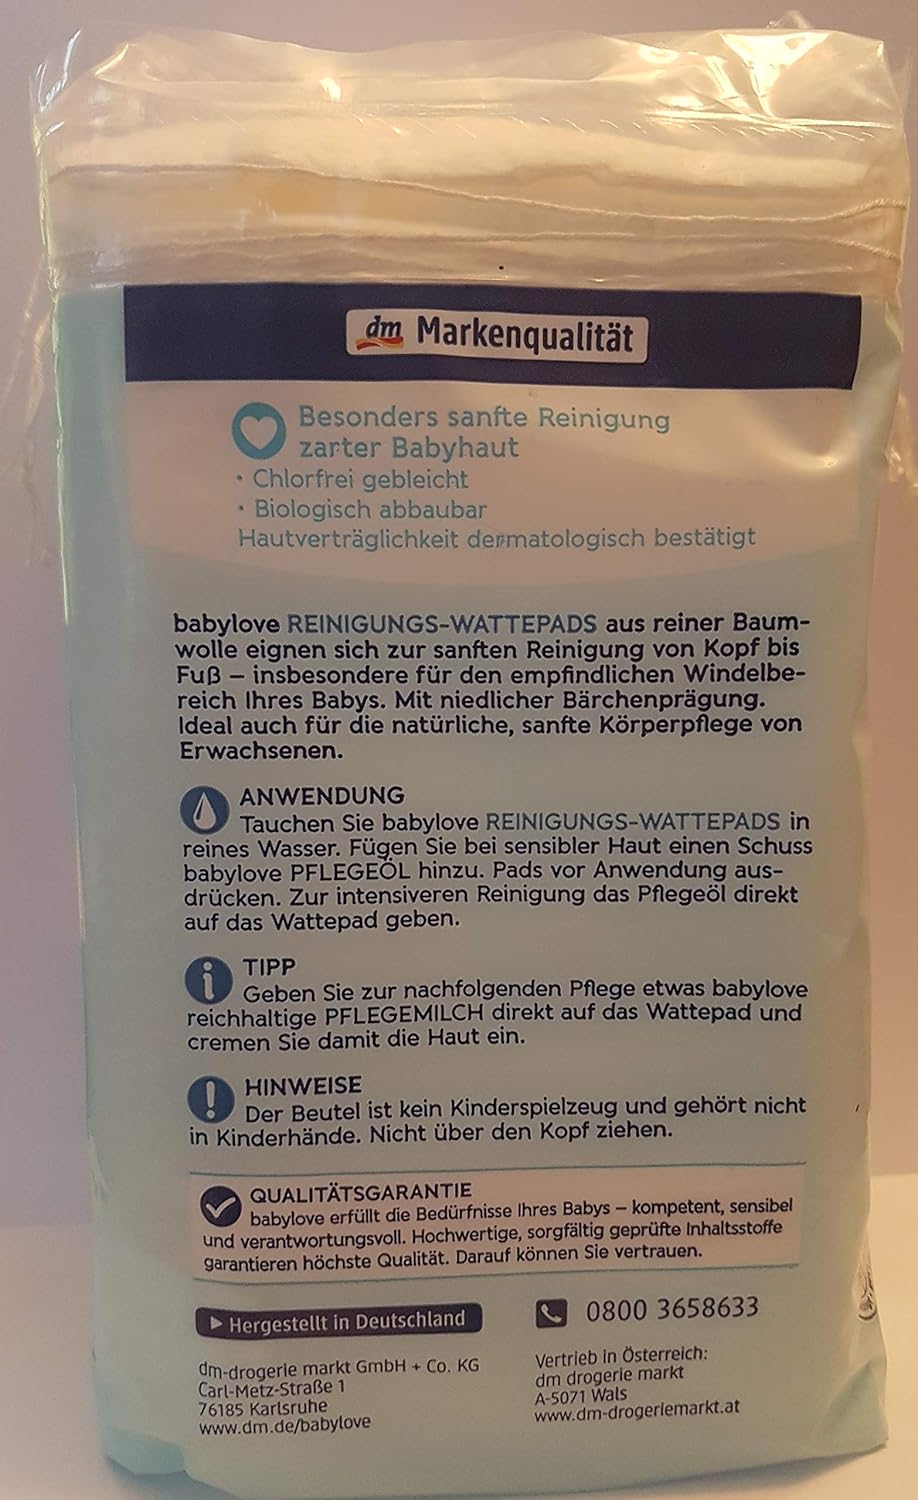 dm Markenqualität
Besonders sanfte Reinigung
zarter Babyhaut
• Chlorfrei gebleicht
• Biologisch abbaubar
Hautverträglichkeit dermatologisch bestätigt
babylove REINIGUNGS-WATTEPADS aus reiner Baum-
wolle eignen sich zur sanften Reinigung von Kopf bis
Fuß – insbesondere für den empfindlichen Windelbe-
reich Ihres Babys. Mit niedlicher Bärchenprägung.
Ideal auch für die natürliche, sanfte Körperpflege von
Erwachsenen.
ANWENDUNG
Tauchen Sie babylove REINIGUNGS-WATTEPADS in
reines Wasser. Fügen Sie bei sensibler Haut einen Schuss
babylove PFLEGEÖL hinzu. Pads vor Anwendung aus-
drücken. Zur intensiveren Reinigung das Pflegeöl direkt
auf das Wattepad geben.
TIPP
Geben Sie zur nachfolgenden Pflege etwas babylove
reichhaltige PFLEGEMILCH direkt auf das Wattepad und
cremen Sie damit die Haut ein.
HINWEISE
Der Beutel ist kein Kinderspielzeug und gehört nicht
in Kinderhände. Nicht über den Kopf ziehen.
QUALITÄTSGARANTIE
babylove erfüllt die Bedürfnisse Ihres Babys – kompetent, sensibel
und verantwortungsvoll. Hochwertige, sorgfältig geprüfte Inhaltsstoffe
garantieren höchste Qualität. Darauf können Sie vertrauen.
Hergestellt in Deutschland
0800 3658633
dm-drogerie markt GmbH + Co. KG
Carl-Metz-Straße 1
76185 Karlsruhe
www.dm.de/babylove
Vertrieb in Österreich:
dm drogerie markt
A-5071 Wals
www.dm-drogeriemarkt.at